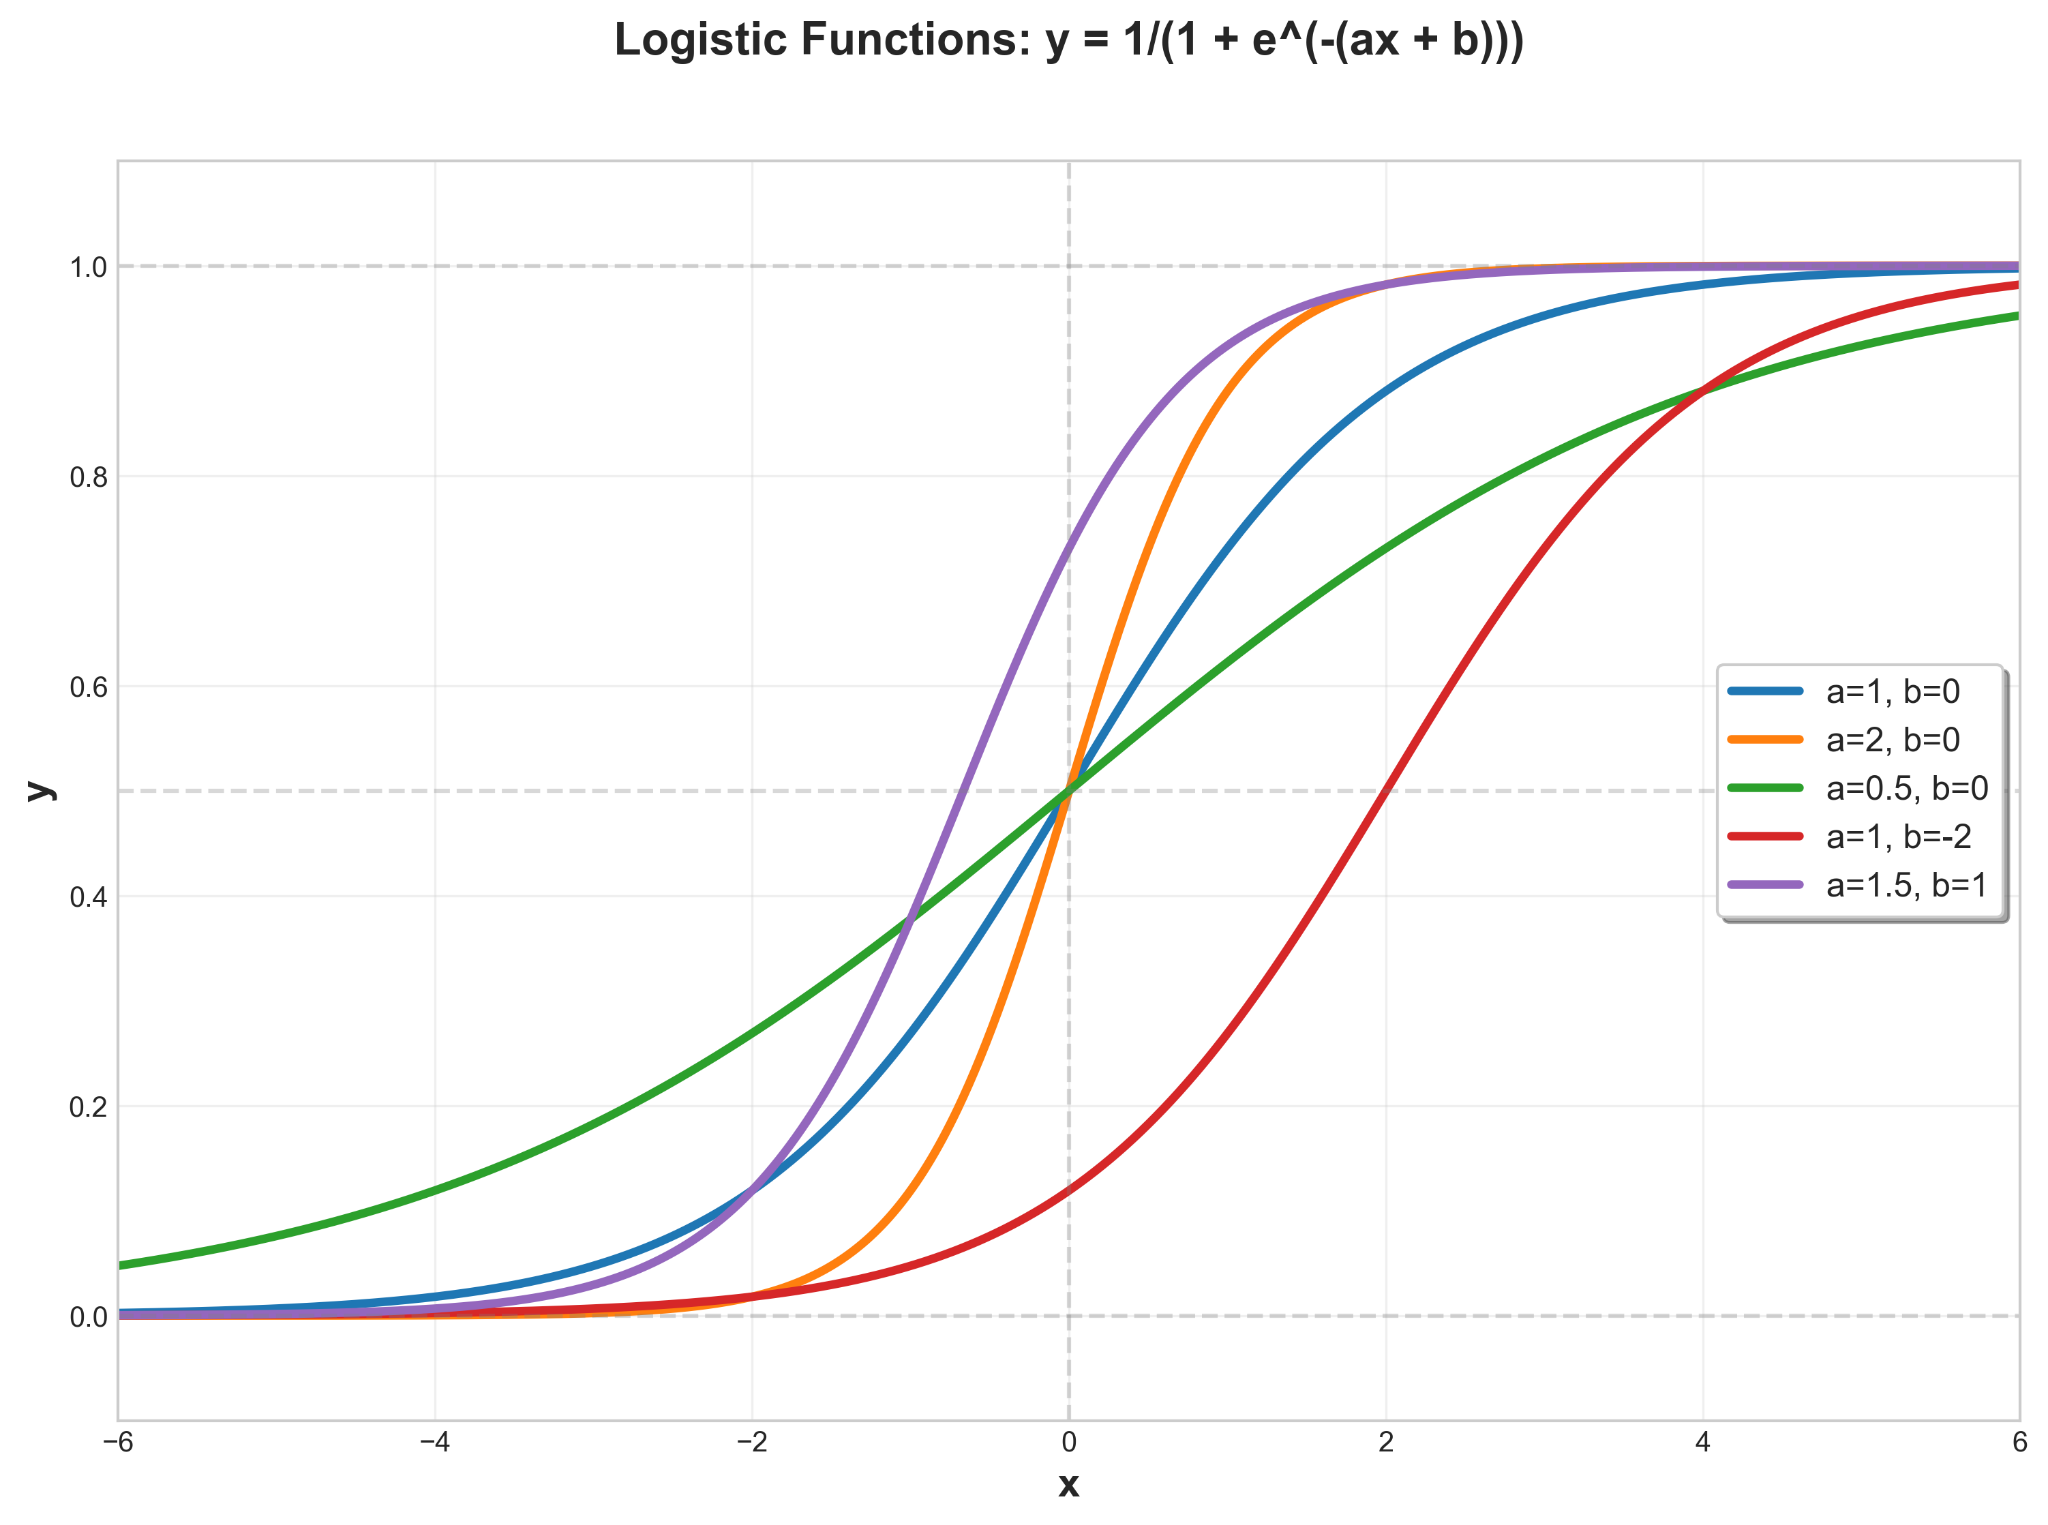 Logistic Functions: y = 1/(1 + e^(-(ax + b)))
1.0
0.8
0.6
0.4
0.2
0.0
y
a=1, b=0
a=2, b=0
a=0.5, b=0
a=1, b=-2
a=1.5, b=1
−6 −4 −2 0 2 4 6
x